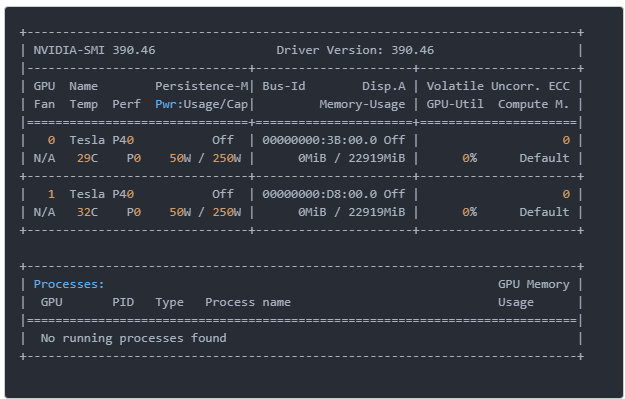 +-----------------------------------------------------------------------------+
| NVIDIA-SMI 390.46                 Driver Version: 390.46                    |
|-------------------------------+----------------------+----------------------+
| GPU  Name        Persistence-M| Bus-Id        Disp.A | Volatile Uncorr. ECC |
| Fan  Temp  Perf  Pwr:Usage/Cap|         Memory-Usage | GPU-Util  Compute M. |
|===============================+======================+======================|
|   0  Tesla P40           Off  | 00000000:3B:00.0 Off |                    0 |
| N/A   29C    P0    50W / 250W |      0MiB / 22919MiB |      0%      Default |
+-------------------------------+----------------------+----------------------+
|   1  Tesla P40           Off  | 00000000:D8:00.0 Off |                    0 |
| N/A   32C    P0    50W / 250W |      0MiB / 22919MiB |      0%      Default |
+-------------------------------+----------------------+----------------------+
+-----------------------------------------------------------------------------+
| Processes:                                                       GPU Memory |
|  GPU       PID   Type   Process name                             Usage      |
|=============================================================================|
|  No running processes found
+-----------------------------------------------------------------------------+